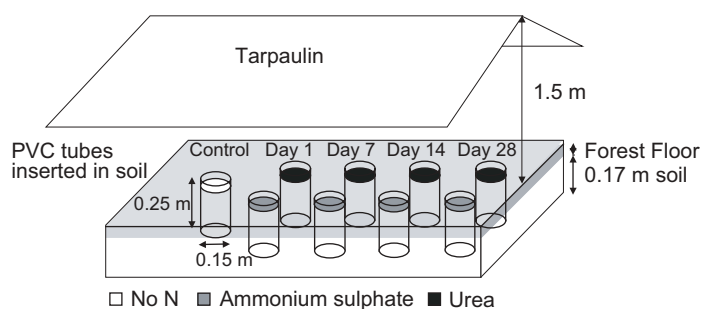 Tarpaulin
1.5 m
PVC tubes
inserted in soil
Control Day 1 Day 7 Day 14 Day 28
Forest Floor
0.17 m soil
0.25 m
0.15 m
No N Ammonium sulphate Urea